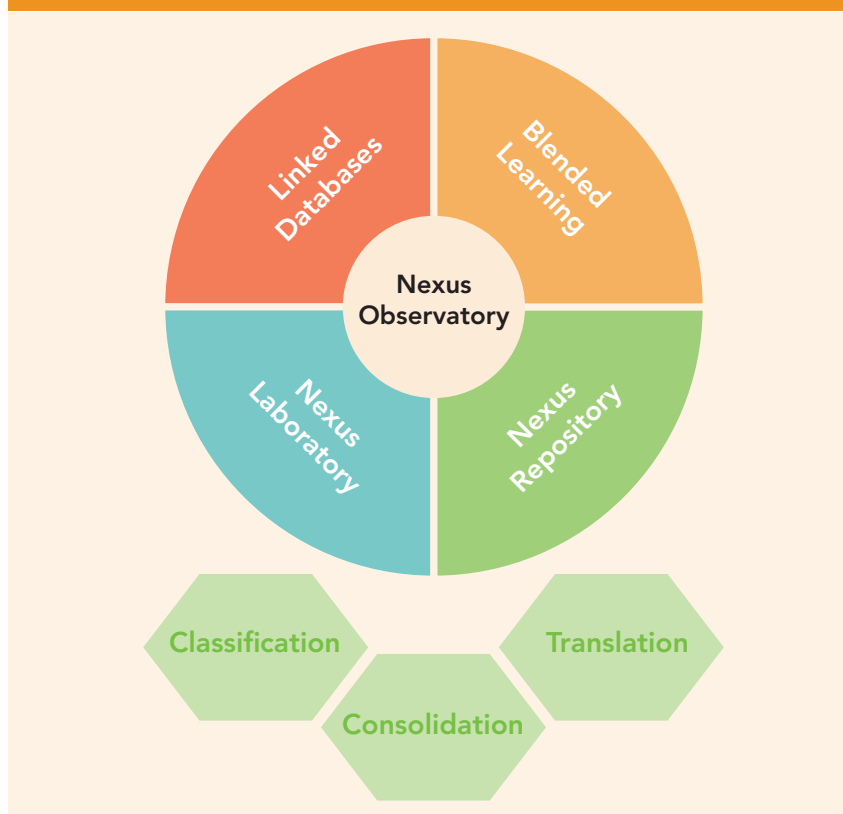 Linked
Databases
Blended
Learning
Nexus
Observatory
Nexus
Laboratory
Nexus
Repository
Classification
Translation
Consolidation